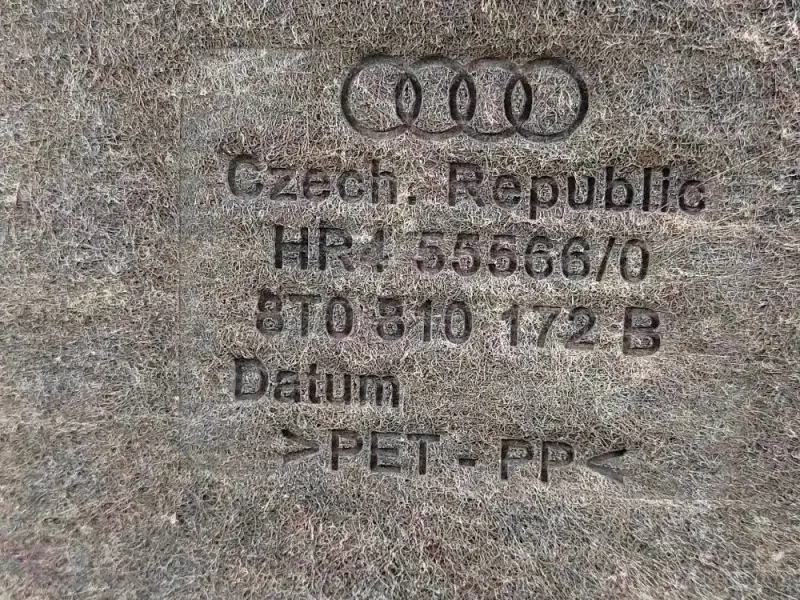 Czech. Republic
HR4 55566/0
8T0 810 172 B
Datum
>PET - PP<